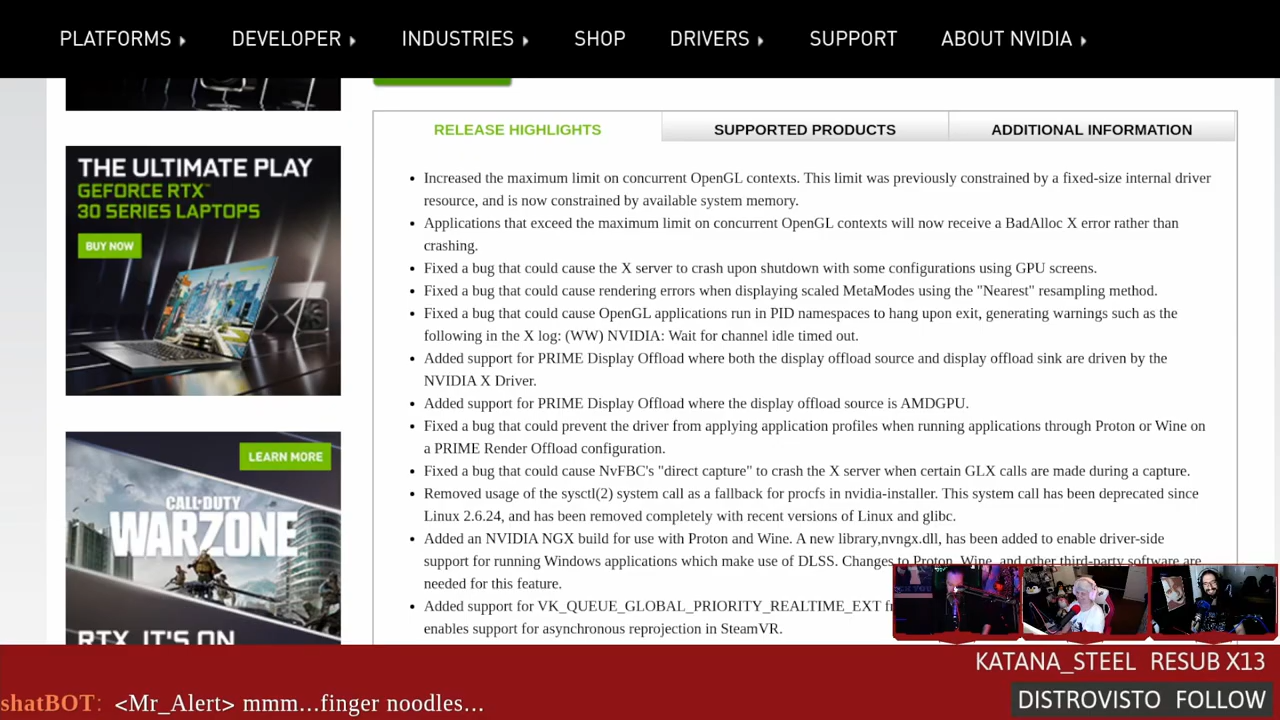 PLATFORMS DEVELOPER INDUSTRIES SHOP DRIVERS SUPPORT ABOUT NVIDIA
THE ULTIMATE PLAY
GEFORCE RTX™
30 SERIES LAPTOPS
BUY NOW
LEARN MORE
CALL·DUTY
WARZONE
RTX. IT'S ON
RELEASE HIGHLIGHTS SUPPORTED PRODUCTS ADDITIONAL INFORMATION
• Increased the maximum limit on concurrent OpenGL contexts. This limit was previously constrained by a fixed-size internal driver
resource, and is now constrained by available system memory.
• Applications that exceed the maximum limit on concurrent OpenGL contexts will now receive a BadAlloc X error rather than
crashing.
• Fixed a bug that could cause the X server to crash upon shutdown with some configurations using GPU screens.
• Fixed a bug that could cause rendering errors when displaying scaled MetaModes using the "Nearest" resampling method.
• Fixed a bug that could cause OpenGL applications run in PID namespaces to hang upon exit, generating warnings such as the
following in the X log: (WW) NVIDIA: Wait for channel idle timed out.
• Added support for PRIME Display Offload where both the display offload source and display offload sink are driven by the
NVIDIA X Driver.
• Added support for PRIME Display Offload where the display offload source is AMDGPU.
• Fixed a bug that could prevent the driver from applying application profiles when running applications through Proton or Wine on
a PRIME Render Offload configuration.
• Fixed a bug that could cause NvFBC's "direct capture" to crash the X server when certain GLX calls are made during a capture.
• Removed usage of the sysctl(2) system call as a fallback for procfs in nvidia-installer. This system call has been deprecated since
Linux 2.6.24, and has been removed completely with recent versions of Linux and glibc.
• Added an NVIDIA NGX build for use with Proton and Wine. A new library,nvngx.dll, has been added to enable driver-side
support for running Windows applications which make use of DLSS. Changes to Proton, Wine, and other third-party software are
needed for this feature.
• Added support for VK_QUEUE_GLOBAL_PRIORITY_REALTIME_EXT
enables support for asynchronous reprojection in SteamVR.
KATANA_STEEL RESUB X13
shatBOT: <Mr_Alert> mmm...finger noodles...
DISTROVISTO FOLLOW